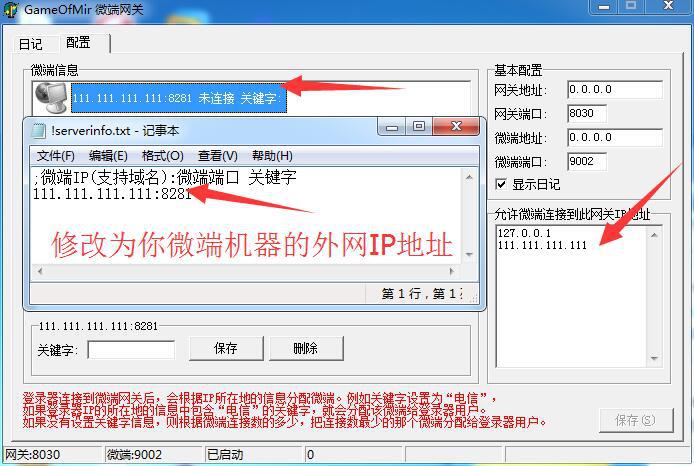 GameOfMir 微端网关
日记 配置
微端信息
111.111.111.111:8281 未连接 关键字:
!serverinfo.txt - 记事本
文件(F) 编辑(E) 格式(O) 查看(V) 帮助(H)
;微端IP(支持域名):微端端口 关键字
111.111.111.111:8281
修改为你微端机器的外网IP地址
第 1 行，第 1
111.111.111.111:8281
关键字:
保存
删除
基本配置
网关地址: 0.0.0.0
网关端口: 8030
微端地址: 0.0.0.0
微端端口: 9002
显示日记
允许微端连接到此网关IP地址
127.0.0.1
111.111.111.111
登录器连接到微端网关后，会根据IP所在地的信息分配微端。例如关键字设置为“电信”，
如果登录器IP的所在地的信息中包含“电信”的关键字，就会分配该微端给登录器用户。
如果没有设置关键字信息，则根据微端连接数的多少，把连接数最少的那个微端分配给登录器用户。
保存(S)
网关:8030 微端:9002 已启动 0